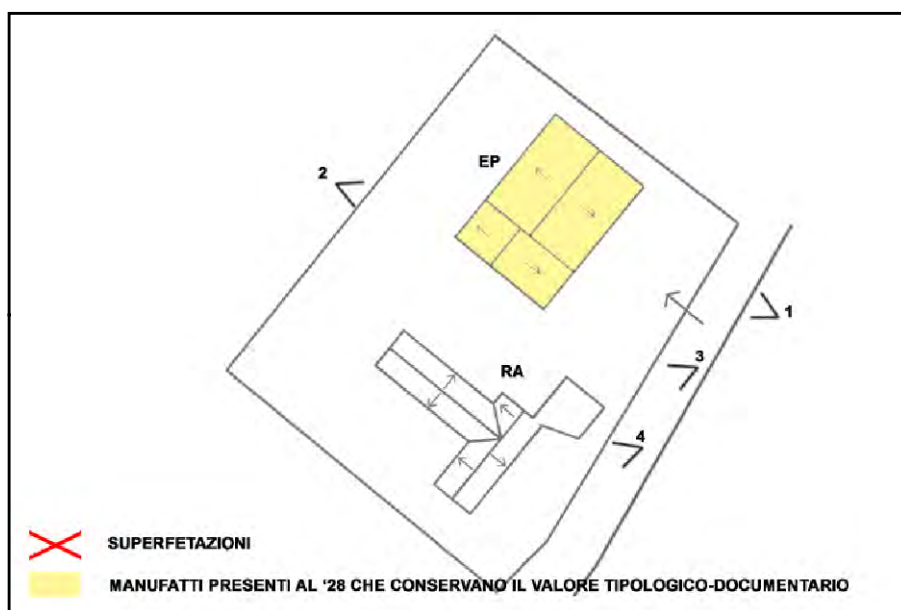 2
EP
1
3
RA
4
SUPERFETAZIONI
MANUFATTI PRESENTI AL '28 CHE CONSERVANO IL VALORE TIPOLOGICO-DOCUMENTARIO